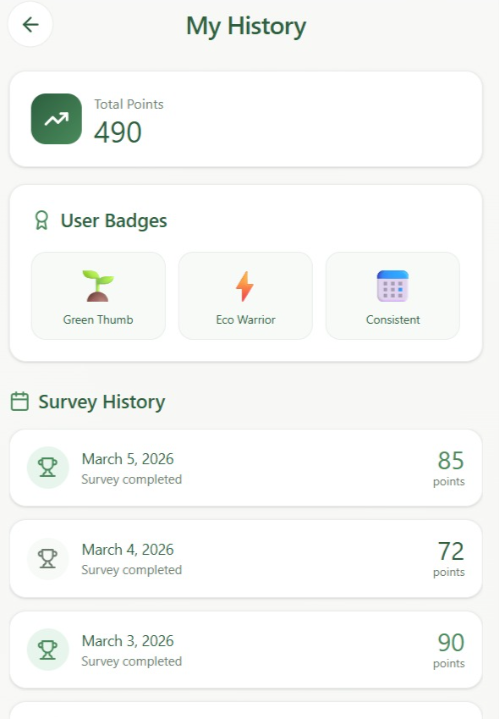 My History
Total Points
490
User Badges
Green Thumb
Eco Warrior
Consistent
Survey History
March 5, 2026
Survey completed
85
points
March 4, 2026
Survey completed
72
points
March 3, 2026
Survey completed
90
points